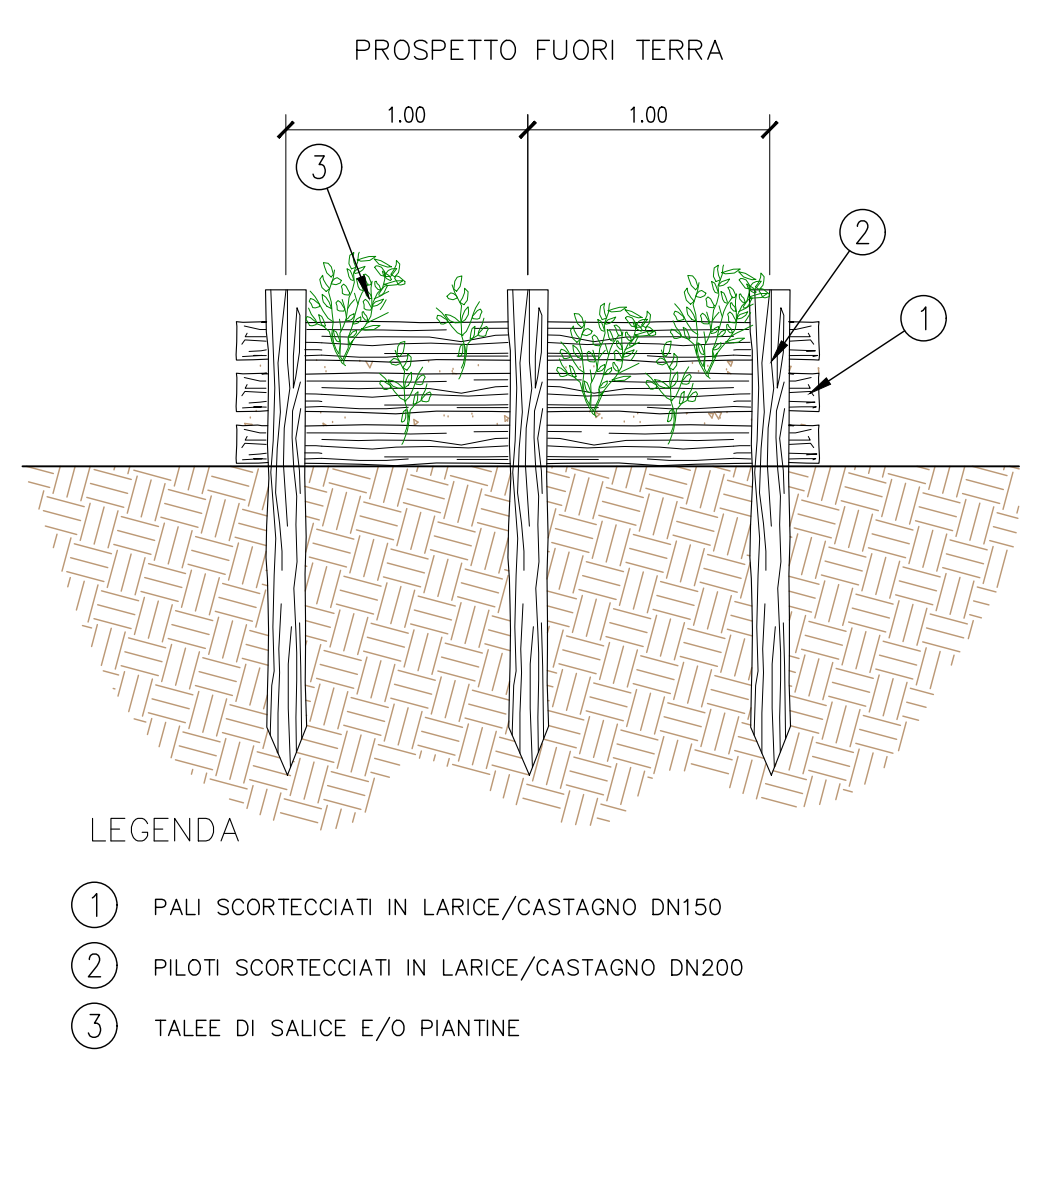 PROSPETTO FUORI TERRA
1.00 1.00
3
2
1
LEGENDA
1 PALI SCORTECCIATI IN LARICE/CASTAGNO DN150
2 PILOTI SCORTECCIATI IN LARICE/CASTAGNO DN200
3 TALEE DI SALICE E/O PIANTINE